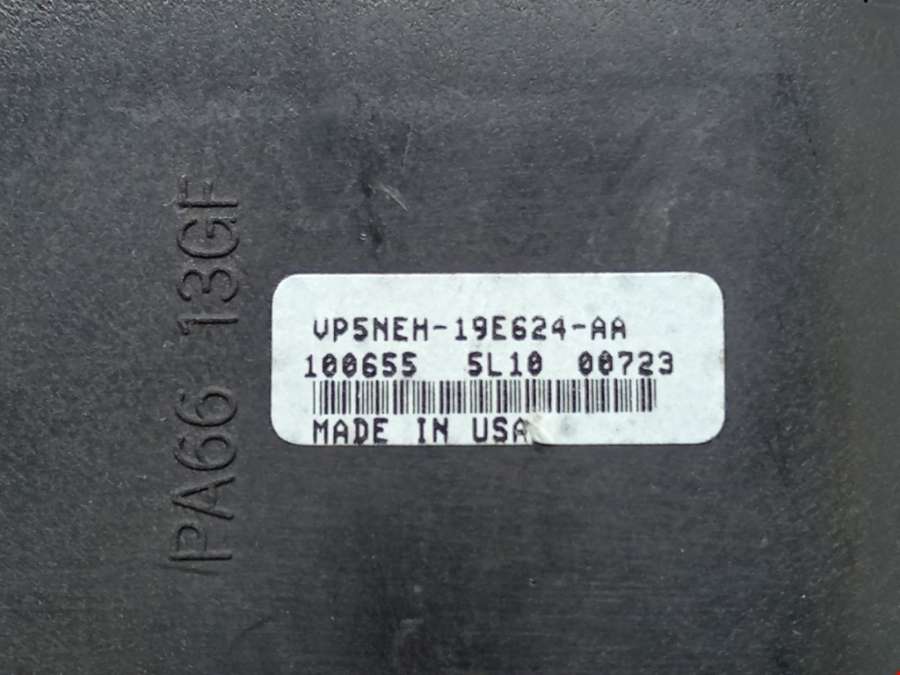 PA66 13GF
VP5NEH-19E624-AA
100655 5L10 00723
MADE IN USA